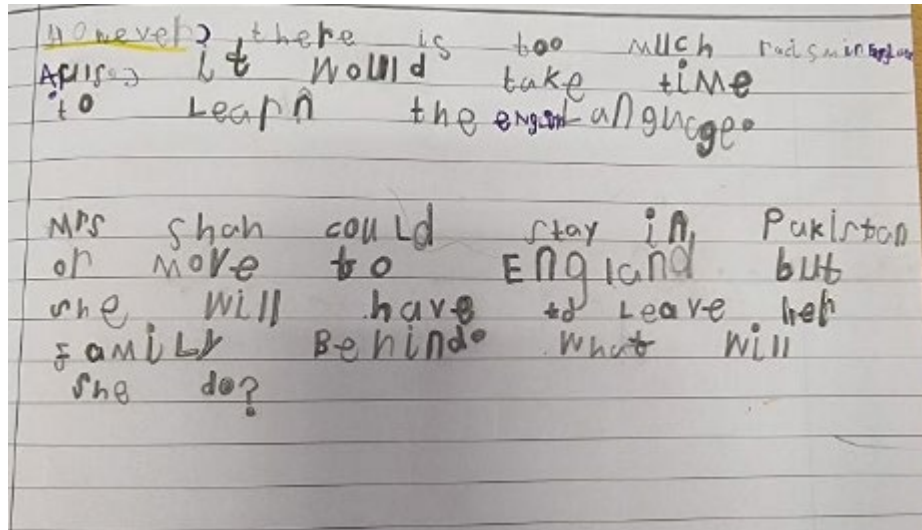 However, there is too much racism in England
Also, it would take time
to Learn the english Language.
Mrs Shah could stay in Pakistan
or move to England but
she will have to Leave her
family Behind. What will
she do?